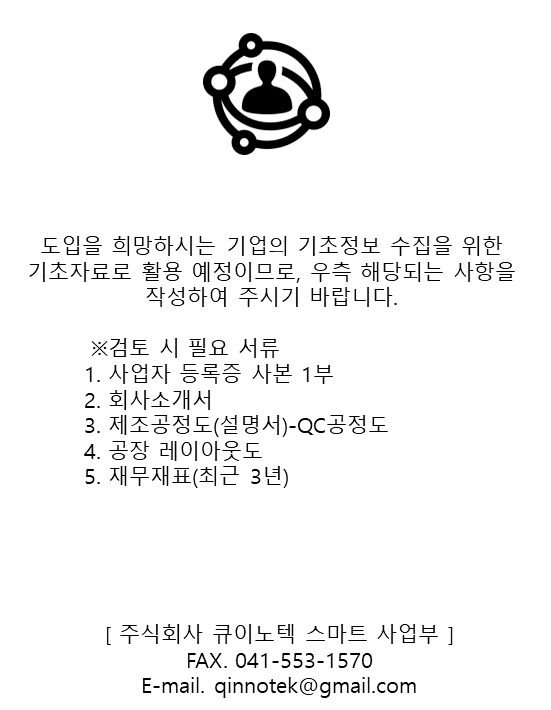 도입을 희망하시는 기업의 기초정보 수집을 위한
기초자료로 활용 예정이므로, 우측 해당되는 사항을
작성하여 주시기 바랍니다.
※검토 시 필요 서류
1. 사업자 등록증 사본 1부
2. 회사소개서
3. 제조공정도(설명서)-QC공정도
4. 공장 레이아웃도
5. 재무재표(최근 3년)
[ 주식회사 큐이노텍 스마트 사업부 ]
FAX. 041-553-1570
E-mail. qinnotek@gmail.com